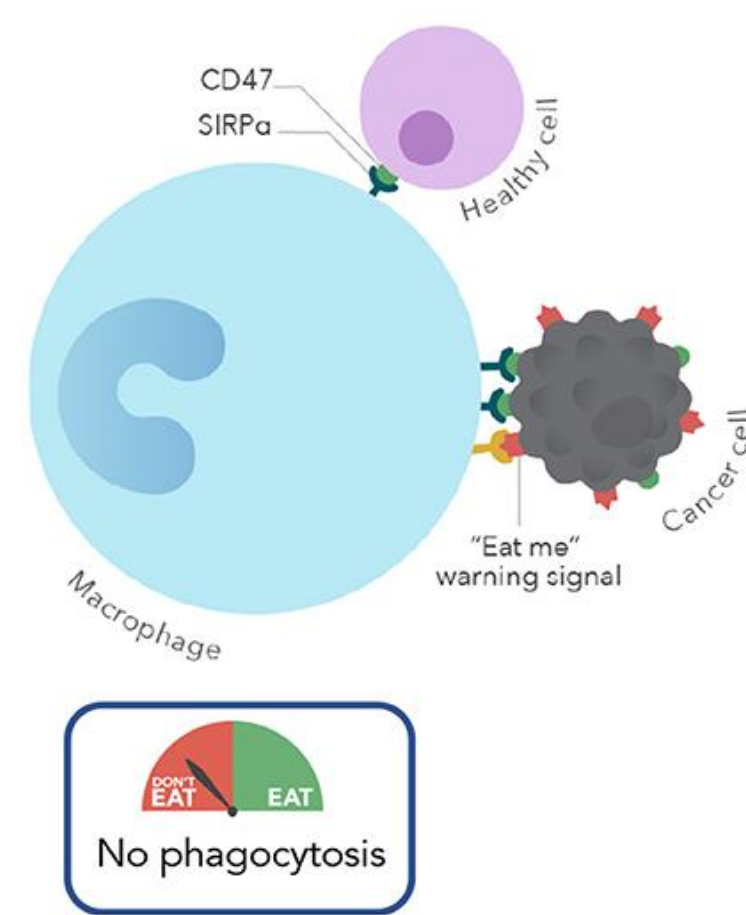 CD47
SIRPα
Healthy cell
Cancer cell
"Eat me"
warning signal
Macrophage
DON'T
EAT
EAT
No phagocytosis